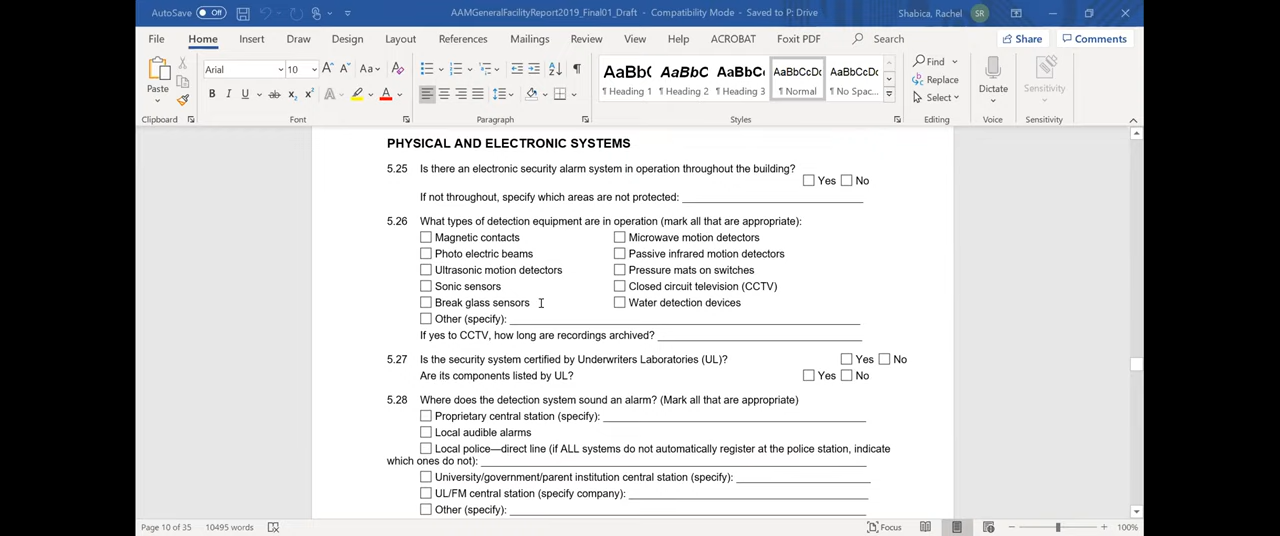 AutoSave Off AAMGeneralFacilityReport2019_Final01_Draft - Compatibility Mode - Saved to P: Drive Shabica, Rachel SR
File Home Insert Draw Design Layout References Mailings Review View Help ACROBAT Foxit PDF Search Share Comments
Paste Arial 10 A A Aa A AaBbC AaBbC AaBbCc AaBbCcDc AaBbCcDc Find Dictate Sensitivity
B I U ab x₂ x² A A ¶ Heading 1 ¶ Heading 2 ¶ Heading 3 ¶ Normal ¶ No Spac... Replace
Select
Clipboard Font Paragraph Styles Editing Voice Sensitivity
PHYSICAL AND ELECTRONIC SYSTEMS
5.25 Is there an electronic security alarm system in operation throughout the building?
Yes No
If not throughout, specify which areas are not protected:
5.26 What types of detection equipment are in operation (mark all that are appropriate):
Magnetic contacts Microwave motion detectors
Photo electric beams Passive infrared motion detectors
Ultrasonic motion detectors Pressure mats on switches
Sonic sensors Closed circuit television (CCTV)
Break glass sensors Water detection devices
Other (specify):
If yes to CCTV, how long are recordings archived?
5.27 Is the security system certified by Underwriters Laboratories (UL)? Yes No
Are its components listed by UL? Yes No
5.28 Where does the detection system sound an alarm? (Mark all that are appropriate)
Proprietary central station (specify):
Local audible alarms
Local police—direct line (if ALL systems do not automatically register at the police station, indicate
which ones do not):
University/government/parent institution central station (specify):
UL/FM central station (specify company):
Other (specify):
Page 10 of 35 10495 words Focus 100%